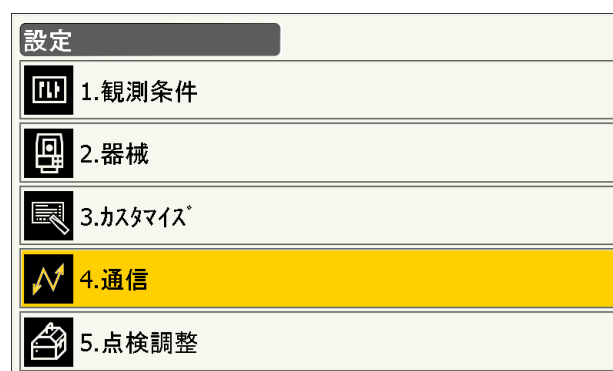 設定
1.観測条件
2.器械
3.ｶｽﾀﾏｲｽﾞ
4.通信
5.点検調整